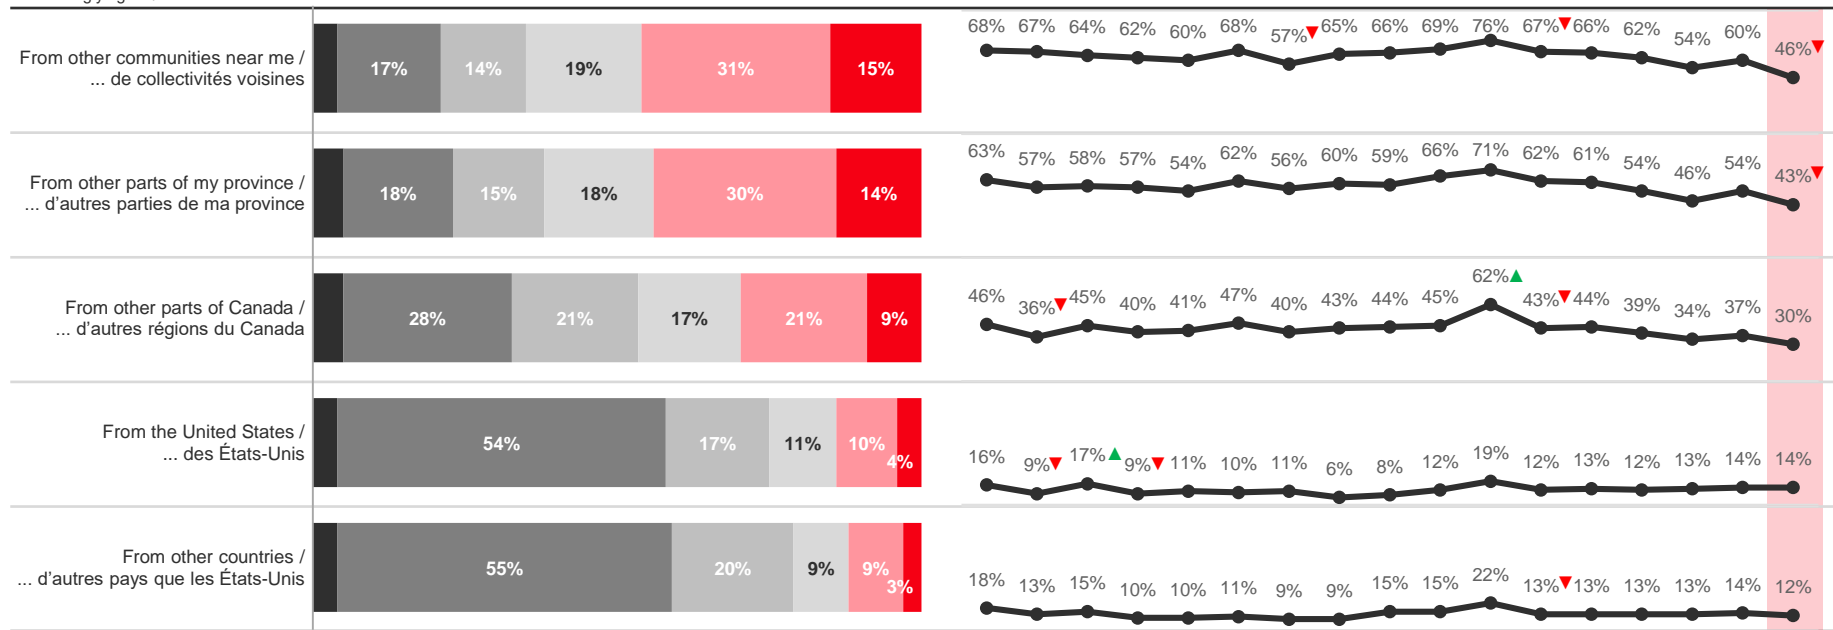 From other communities near me /
... de collectivités voisines
17% 14% 19% 31% 15%
68% 67% 64% 62% 60% 68% 57%▼ 65% 66% 69% 76% 67%▼ 66% 62% 54% 60% 46%▼
From other parts of my province /
... d'autres parties de ma province
18% 15% 18% 30% 14%
63% 57% 58% 57% 54% 62% 56% 60% 59% 66% 71% 62% 61% 54% 46% 54% 43%▼
From other parts of Canada /
... d'autres régions du Canada
28% 21% 17% 21% 9%
46% 36%▼ 45% 40% 41% 47% 40% 43% 44% 45% 62%▲ 43%▼ 44% 39% 34% 37% 30%
From the United States /
... des États-Unis
54% 17% 11% 10% 4%
16% 9%▼ 17%▲ 9%▼ 11% 10% 11% 6% 8% 12% 19% 12% 13% 12% 13% 14% 14%
From other countries /
... d'autres pays que les États-Unis
55% 20% 9% 9% 3%
18% 13% 15% 10% 10% 11% 9% 9% 15% 15% 22% 13%▼ 13% 13% 13% 14% 12%